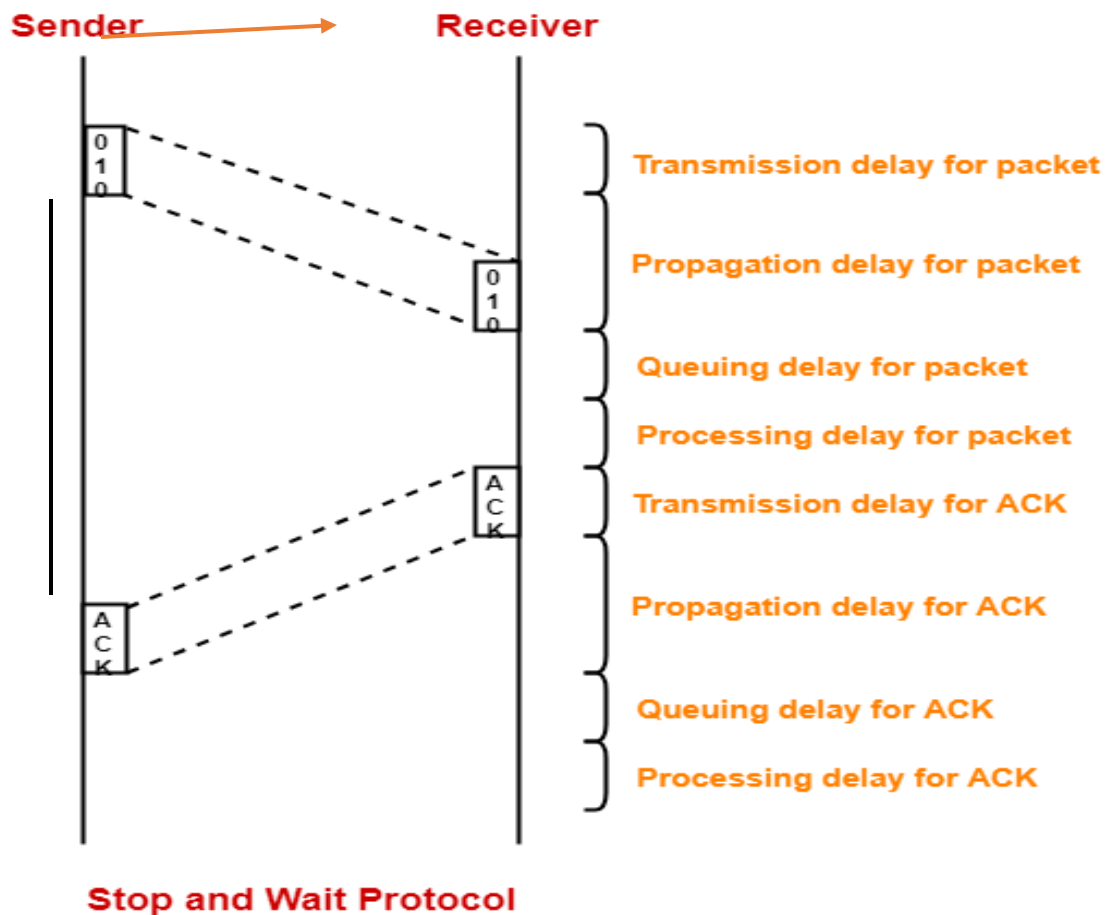 Sender
Receiver
0
1
0
Transmission delay for packet
Propagation delay for packet
0
1
0
Queuing delay for packet
Processing delay for packet
A
C
K
Transmission delay for ACK
Propagation delay for ACK
A
C
K
Queuing delay for ACK
Processing delay for ACK
Stop and Wait Protocol